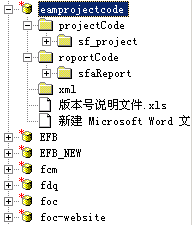 eamprojectcode
projectCode
sf_project
roportCode
sfaReport
xml
版本号说明文件.xls
新建 Microsoft Word 文
EFB
EFB_NEW
fcm
fdq
foc
foc-website